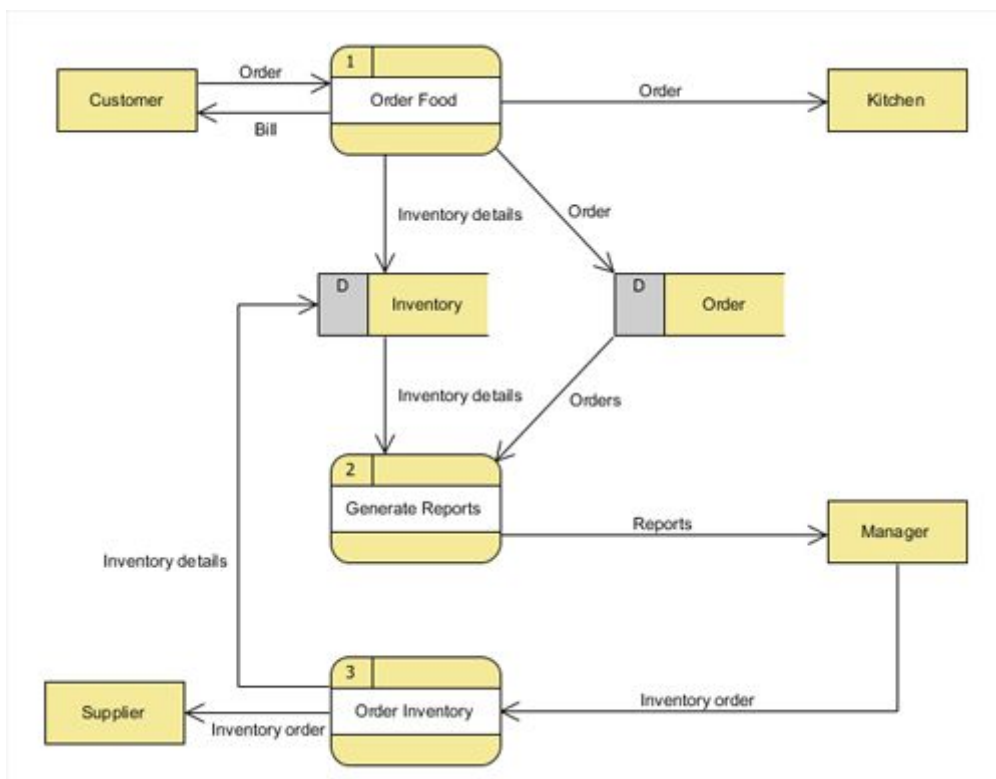 1
Order
Customer
Order Food
Order
Kitchen
Bill
Inventory details
Order
D
Inventory
D
Order
Inventory details
Orders
2
Generate Reports
Reports
Manager
Inventory details
3
Supplier
Order Inventory
Inventory order
Inventory order